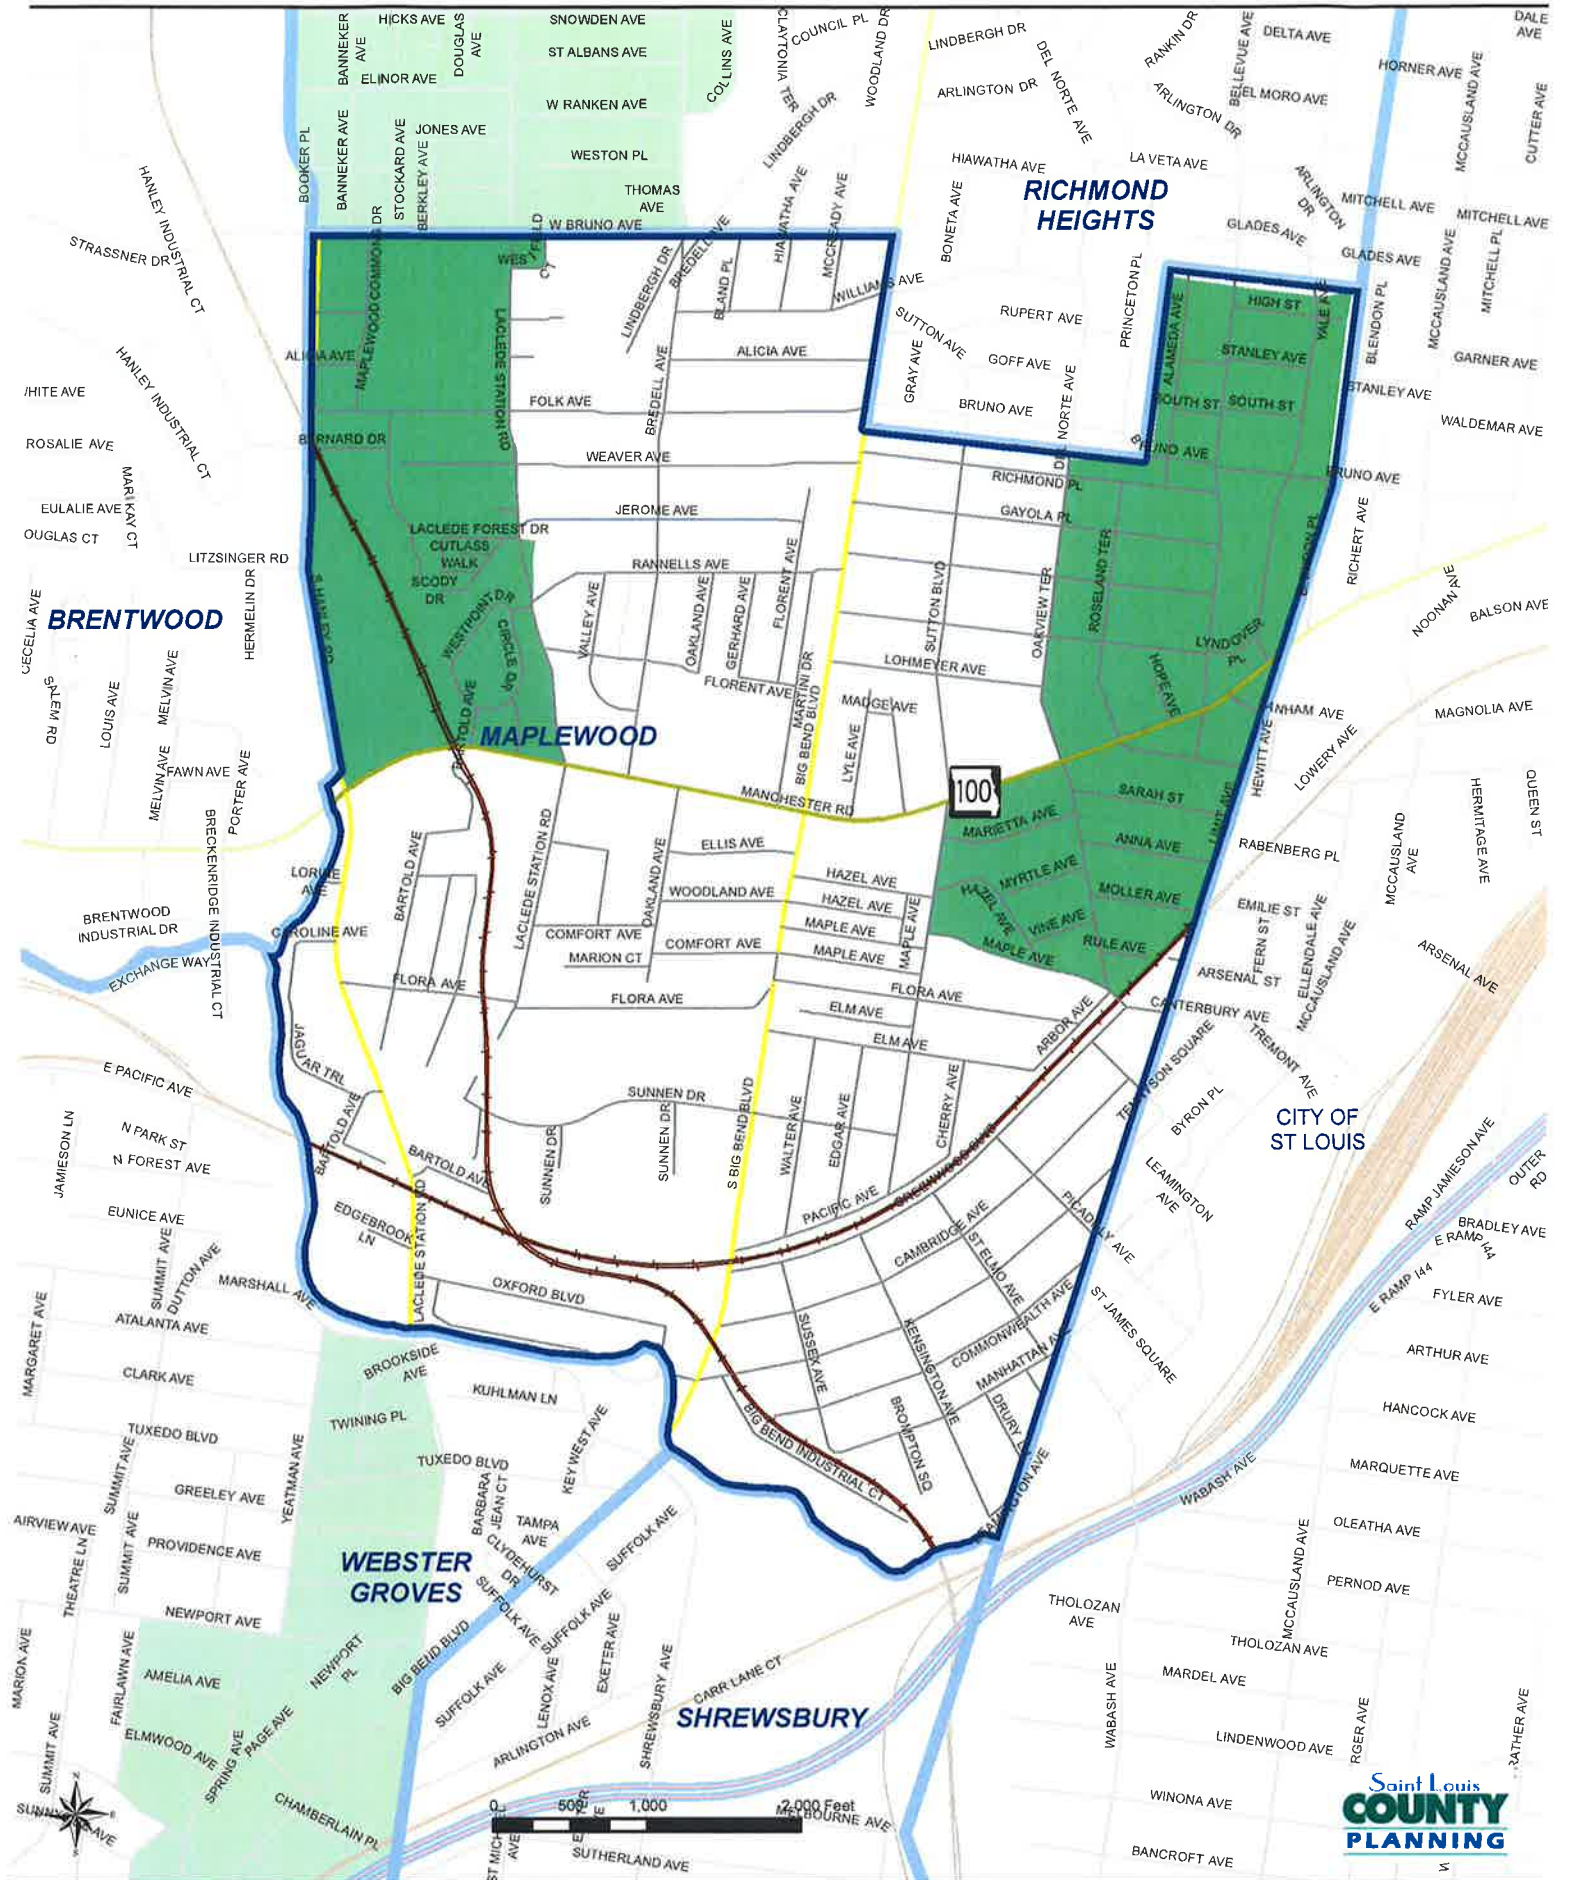 HICKS AVE
SNOWDEN AVE
COUNCIL PL
DALE
AVE
BANNEKER
AVE
DOUGLAS
AVE
ST ALBANS AVE
COLLINS AVE
CLAYTONIA TER
WOODLAND DR
LINDBERGH DR
RANKIN DR
BELLEVUE AVE
DELTA AVE
ELINOR AVE
DEL NORTE AVE
HORNER AVE
MCCAUSLAND AVE
CUTTER AVE
W RANKEN AVE
LINDBERGH DR
ARLINGTON DR
ARLINGTON DR
EL MORO AVE
BOOKER PL
BANNEKER AVE
STOCKARD AVE
BERKLEY AVE
JONES AVE
WESTON PL
HIAWATHA AVE
LA VETA AVE
HANLEY INDUSTRIAL CT
THOMAS
AVE
HIAWATHA AVE
MCCREADY AVE
BONETA AVE
RICHMOND
HEIGHTS
ARLINGTON
DR
MITCHELL AVE
MITCHELL AVE
W BRUNO AVE
GLADES AVE
GLADES AVE
STRASSNER DR
MAPLEWOOD COMMONS DR
LINDBERGH DR
BREDELL AVE
BLAND PL
WILLIAMS AVE
PRINCETON PL
MCCAUSLAND AVE
MITCHELL PL
BLENDON PL
HIGH ST
YALE AVE
ALAMEDA AVE
RUPERT AVE
SUTTON AVE
GRAY AVE
GOFF AVE
STANLEY AVE
GARNER AVE
ALICIA AVE
LACLEDE STATION RD
ALICIA AVE
HANLEY INDUSTRIAL CT
FOLK AVE
BREDELL AVE
BRUNO AVE
DEL NORTE AVE
SOUTH ST
SOUTH ST
STANLEY AVE
WALDEMAR AVE
ROSALIE AVE
BERNARD DR
WEAVER AVE
BRUNO AVE
BRUNO AVE
MARI KAY CT
EULALIE AVE
RICHMOND PL
GAYOLA PL
JEROME AVE
LITZSINGER RD
LACLEDE FOREST DR
CUTLASS
WALK
SCODY
DR
RANNELLS AVE
FLORENT AVE
SUTTON BLVD
OAKVIEW TER
ROSELAND TER
RICHERT AVE
NOONAN AVE
BALSON AVE
BRENTWOOD
CECELIA AVE
HERMELIN DR
S HANLEY RD
WESTPOINT DR
CIRCLE DR
VALLEY AVE
OAKLAND AVE
GERHARD AVE
LYNDOVER
PL
HOPE AVE
LOHMEYER AVE
FLORENT AVE
MARTINI DR
BIG BEND BLVD
MADGE AVE
LYLE AVE
SALEM RD
LOUIS AVE
MELVIN AVE
MAGNOLIA AVE
MAPLEWOOD
BARTOLD AVE
HEWITT AVE
LOWERY AVE
MELVIN AVE
FAWN AVE
PORTER AVE
MANCHESTER RD
100
SARAH ST
LIMIT AVE
HERMITAGE AVE
QUEEN ST
MARIETTA AVE
ANNA AVE
RABENBERG PL
MCCAUSLAND
AVE
BRECKENRIDGE INDUSTRIAL CT
BARTOLD AVE
LACLEDE STATION RD
OAKLAND AVE
ELLIS AVE
HAZEL AVE
MYRTLE AVE
HAZEL AVE
MOLLER AVE
WOODLAND AVE
HAZEL AVE
MAPLE AVE
MAPLE AVE
VINE AVE
EMILIE ST
FERN ST
ELLENDALE AVE
MCCAUSLAND AVE
BRENTWOOD
INDUSTRIAL DR
CAROLINE AVE
COMFORT AVE
COMFORT AVE
MAPLE AVE
MAPLE AVE
RULE AVE
MARION CT
ARSENAL AVE
EXCHANGE WAY
FLORA AVE
FLORA AVE
FLORA AVE
ARSENAL ST
ELM AVE
ARBOR AVE
CANTERBURY AVE
ELM AVE
TREMONT AVE
TENNYSON SQUARE
JAGUAR TRL
E PACIFIC AVE
BARTOLD AVE
SUNNEN DR
SUNNEN DR
SUNNEN DR
S BIG BEND BLVD
WALTER AVE
EDGAR AVE
CHERRY AVE
BYRON PL
CITY OF
ST LOUIS
N PARK ST
N FOREST AVE
JAMIESON LN
BARTOLD AVE
GREENWOOD BLVD
RAMP JAMIESON AVE
OUTER
RD
LEAMINGTON
AVE
PACIFIC AVE
PICADILLY AVE
EUNICE AVE
EDGEBROOK
LN
LACLEDE STATION RD
CAMBRIDGE AVE
ST ELMO AVE
BRADLEY AVE
E RAMP I44
E RAMP I44
SUMMIT AVE
DUTTON AVE
MARSHALL AVE
OXFORD BLVD
COMMONWEALTH AVE
ST JAMES SQUARE
FYLER AVE
MARGARET AVE
ATALANTA AVE
SUSSEX AVE
KENSINGTON AVE
MANHATTAN AVE
ARTHUR AVE
BROOKSIDE
AVE
CLARK AVE
KUHLMAN LN
DRURY LN
BROMPTON SQ
HANCOCK AVE
TWINING PL
TUXEDO BLVD
KEY WEST AVE
BIG BEND INDUSTRIAL CT
TUXEDO BLVD
SUMMIT AVE
YEATMAN AVE
BARBARA
JEAN CT
LEAMINGTON AVE
WABASH AVE
MARQUETTE AVE
GREELEY AVE
TAMPA
AVE
SUFFOLK AVE
OLEATHA AVE
SUMMIT AVE
PROVIDENCE AVE
THEATRE LN
CLYDEHURST
DR
WEBSTER
GROVES
SUFFOLK AVE
SUFFOLK AVE
PERNOD AVE
MCCAUSLAND AVE
NEWPORT AVE
THOLOZAN
AVE
THOLOZAN AVE
MARION AVE
FAIRLAWN AVE
NEWPORT
PL
BIG BEND BLVD
EXETER AVE
LENOX AVE
SHREWSBURY AVE
CARR LANE CT
AMELIA AVE
SUFFOLK AVE
MARDEL AVE
WABASH AVE
SHREWSBURY
SUMMIT AVE
ELMWOOD AVE
SPRING AVE
PAGE AVE
ARLINGTON AVE
LINDENWOOD AVE
CHAMBERLAIN PL
0 500 1,000 2,000 Feet
MELBOURNE AVE
WINONA AVE
Saint Louis
COUNTY
PLANNING
SUTHERLAND AVE
BANCROFT AVE